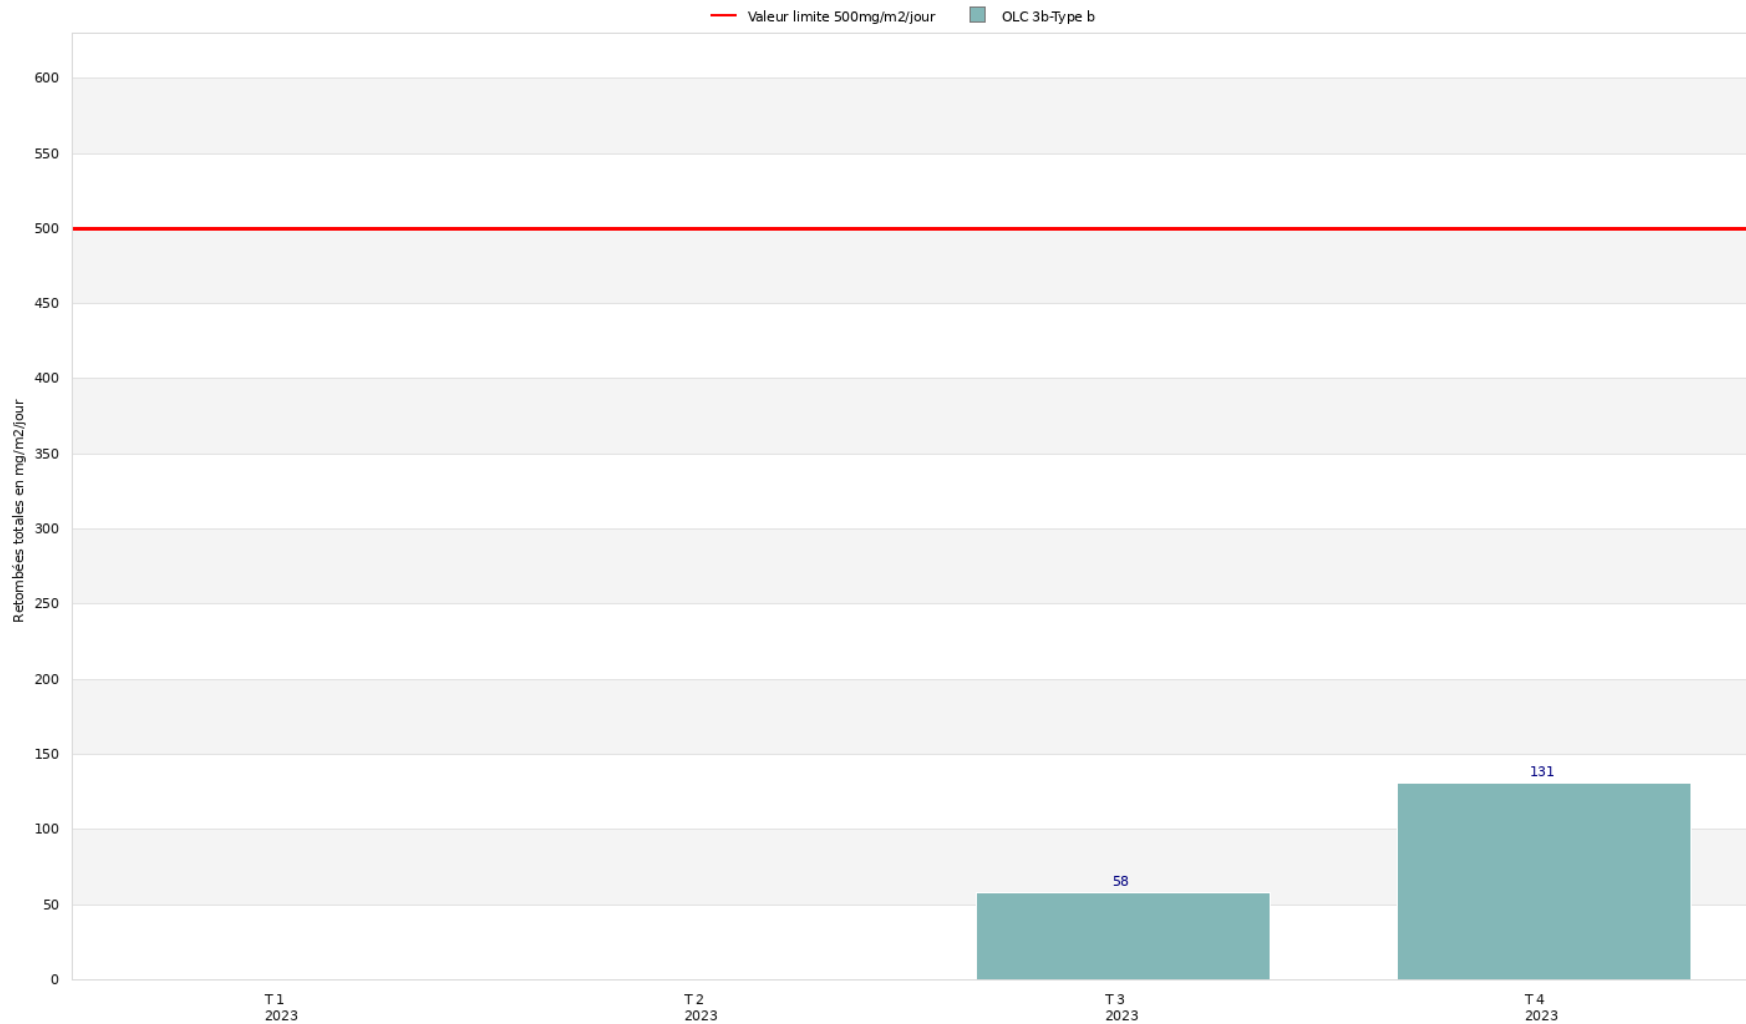 Valeur limite 500mg/m2/jour
OLC 3b-Type b
Retombées totales en mg/m2/jour
600
550
500
450
400
350
300
250
200
150
100
50
0
58
131
T 1
2023
T 2
2023
T 3
2023
T 4
2023